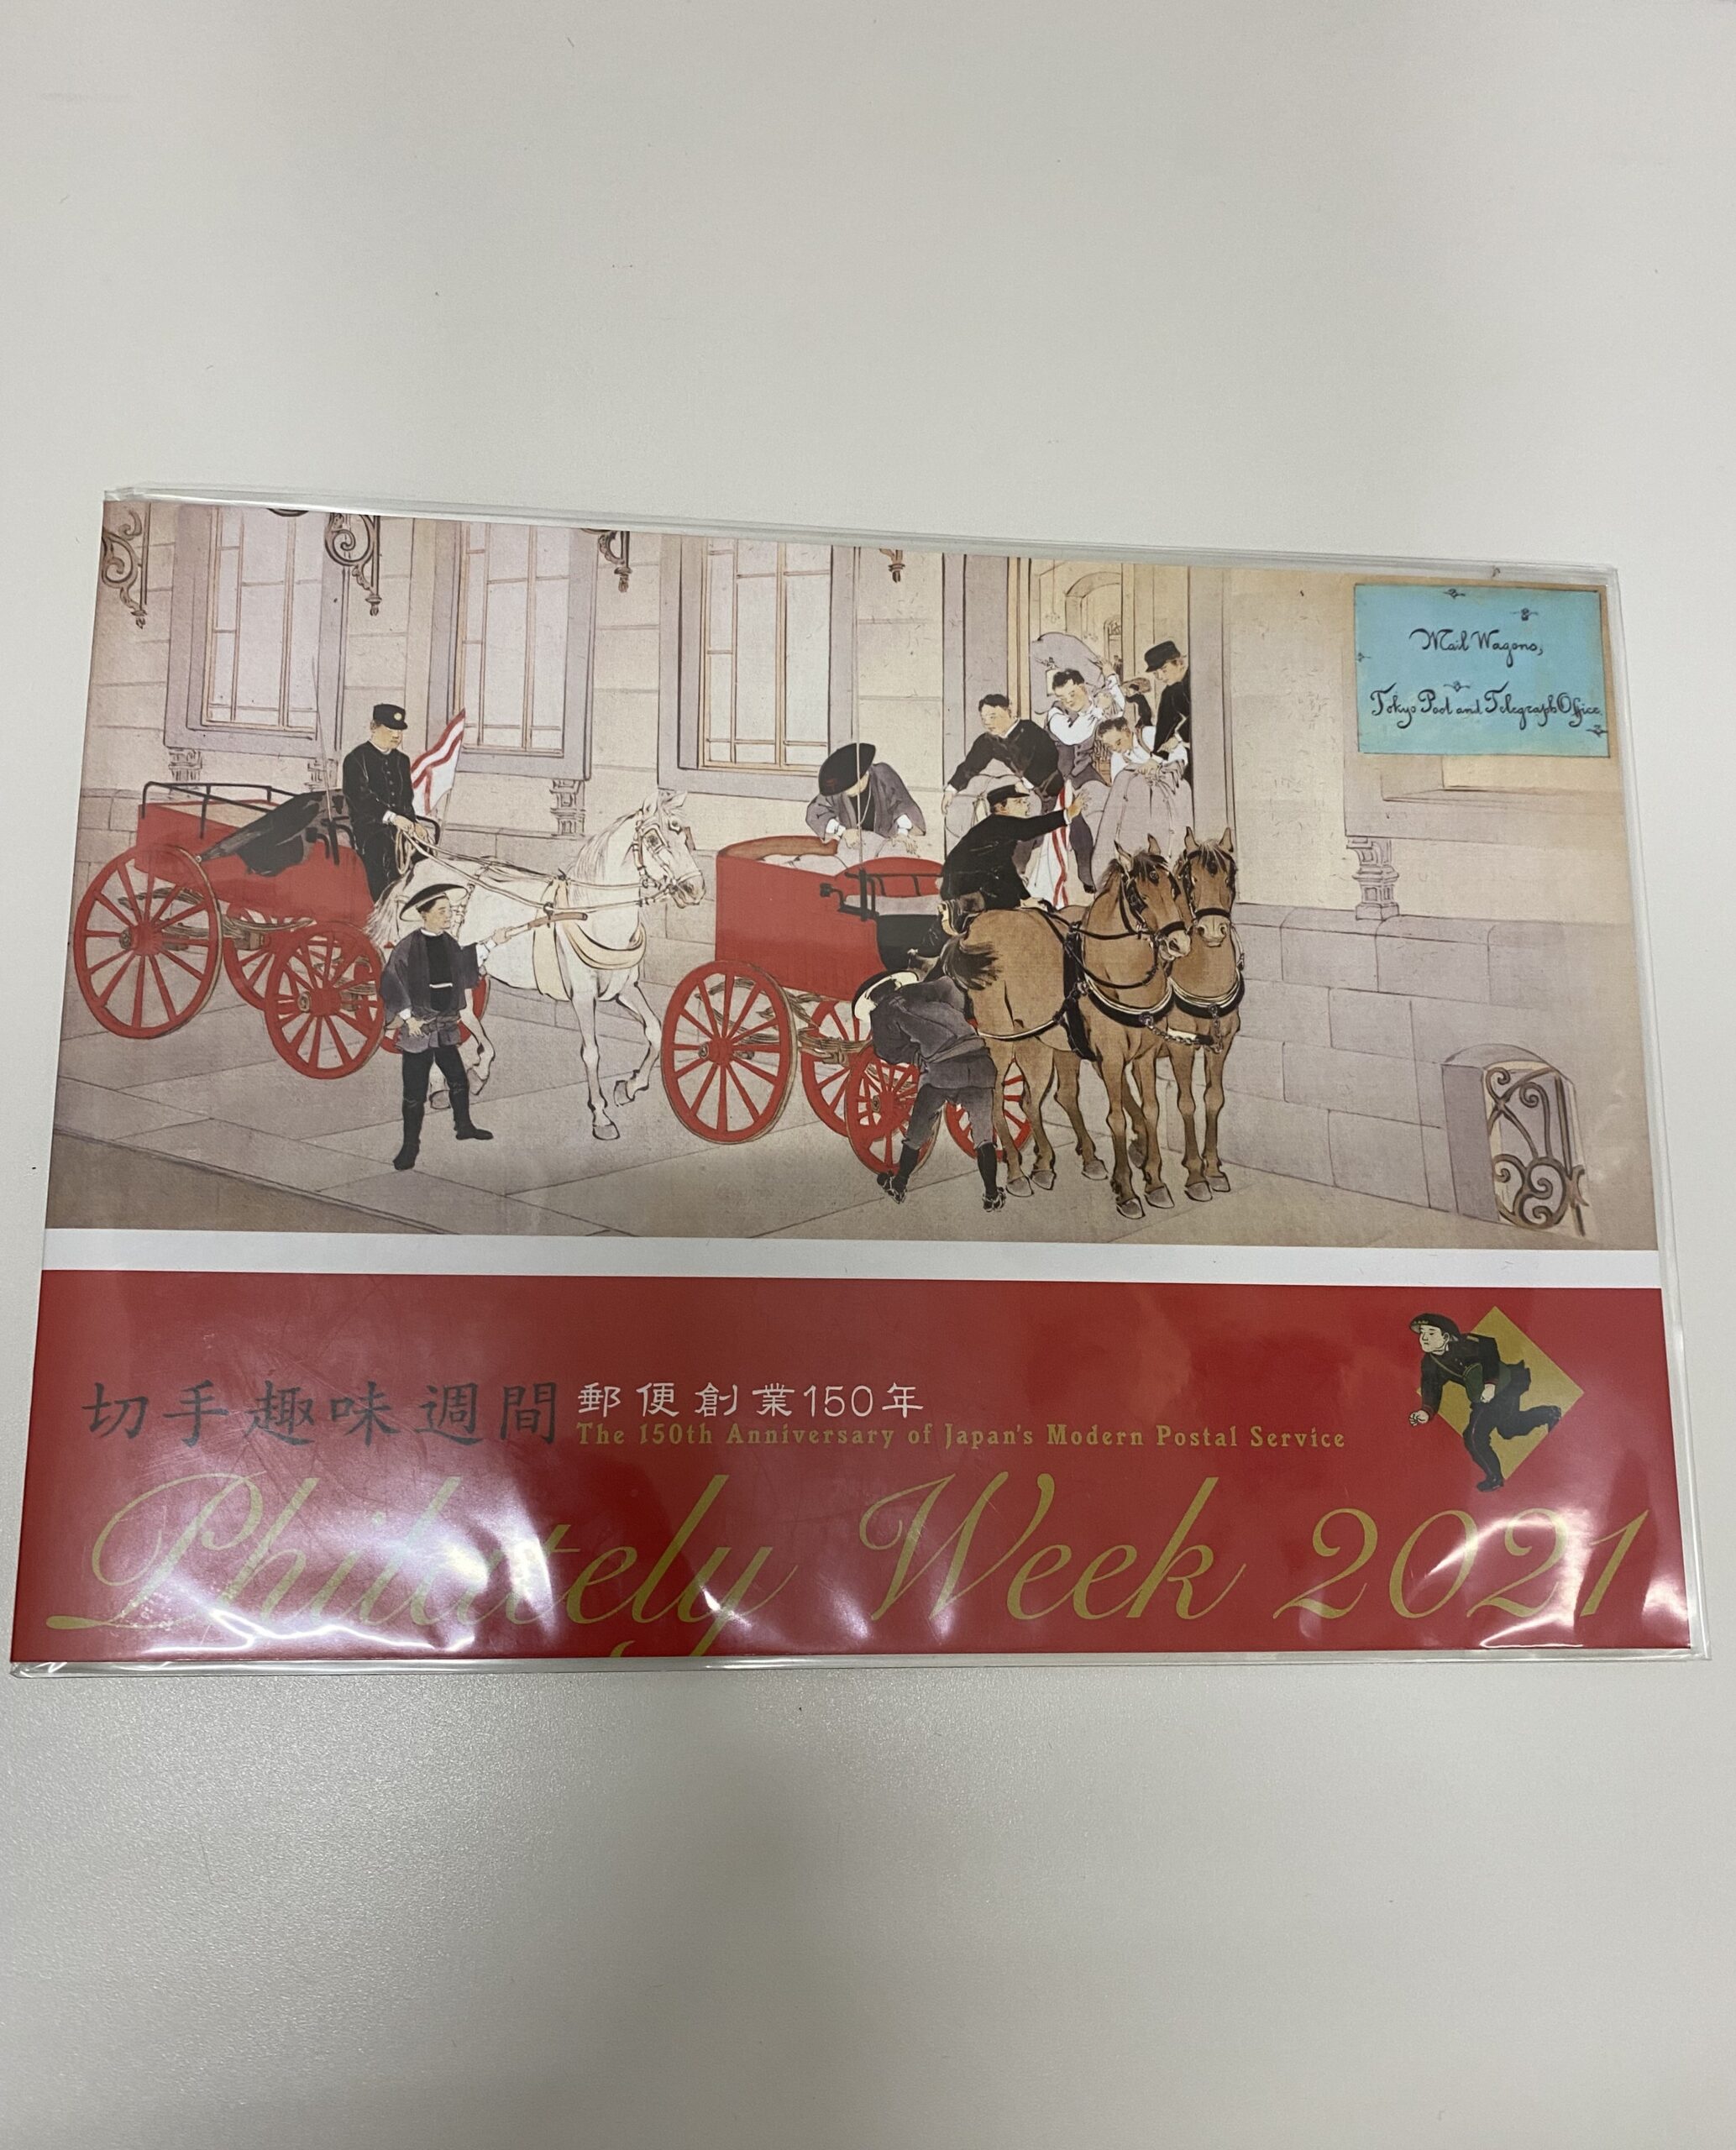 Mail Wagons,
Tokyo Post and Telegraph Office.
切手趣味週間 郵便創業150年
The 150th Anniversary of Japan's Modern Postal Service
Philately Week 2021